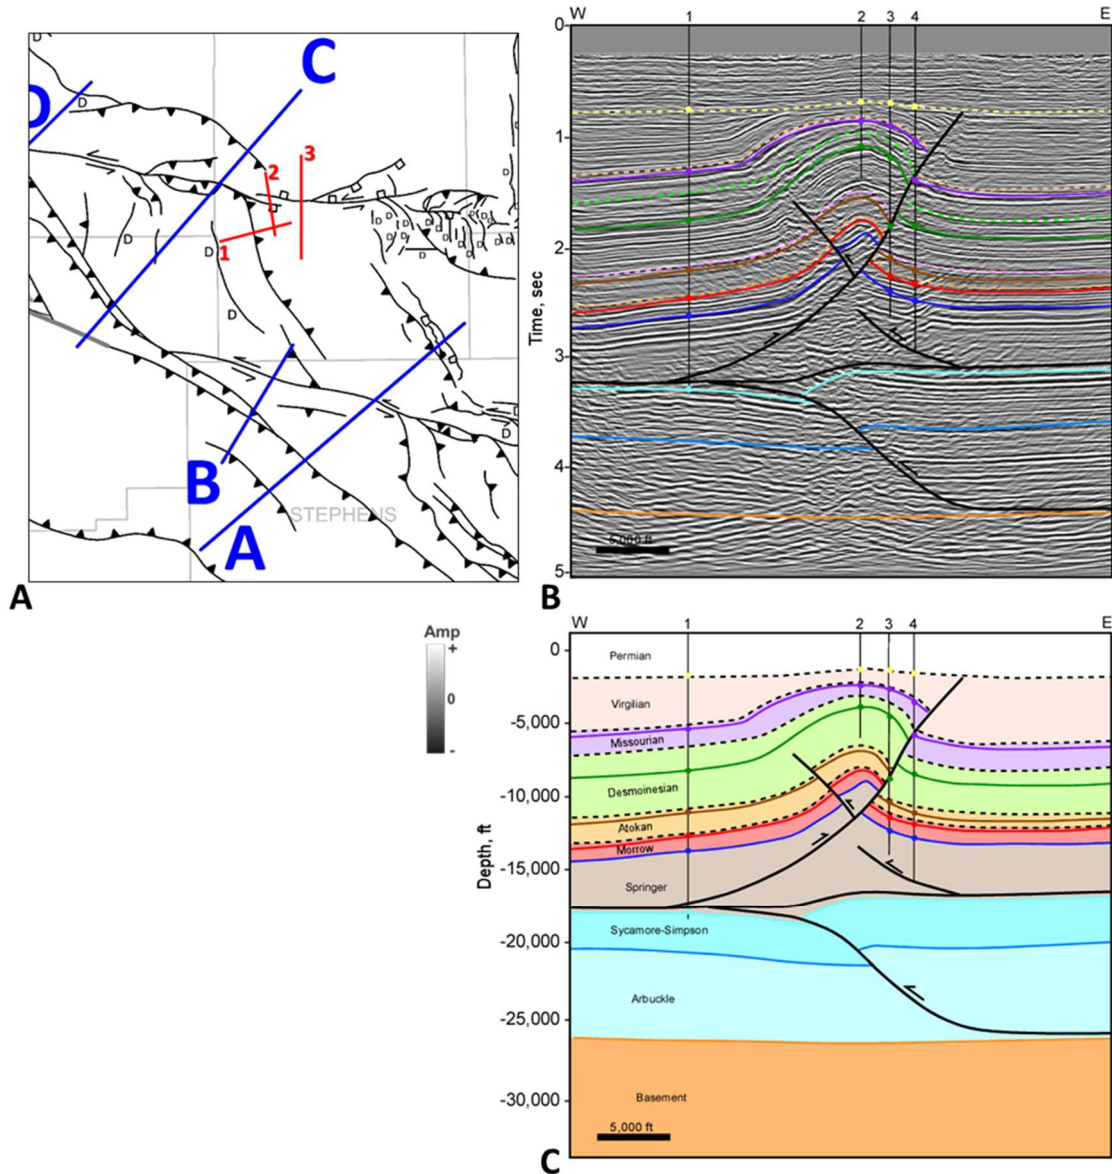 D
C
D
D
3
2
D
D
D
D D
D
D
D
1
D
D
B
STEPHENS
A
D
A
W
1
2
3
4
E
0
1
2
3
4
5
Time, sec
5,000 ft
B
Amp
+
0
-
W
1
2
3
4
E
0
-5,000
-10,000
-15,000
-20,000
-25,000
-30,000
Depth, ft
Permian
Virgilian
Missourian
Desmoinesian
Atokan
Morrow
Springer
Sycamore-Simpson
Arbuckle
Basement
5,000 ft
C